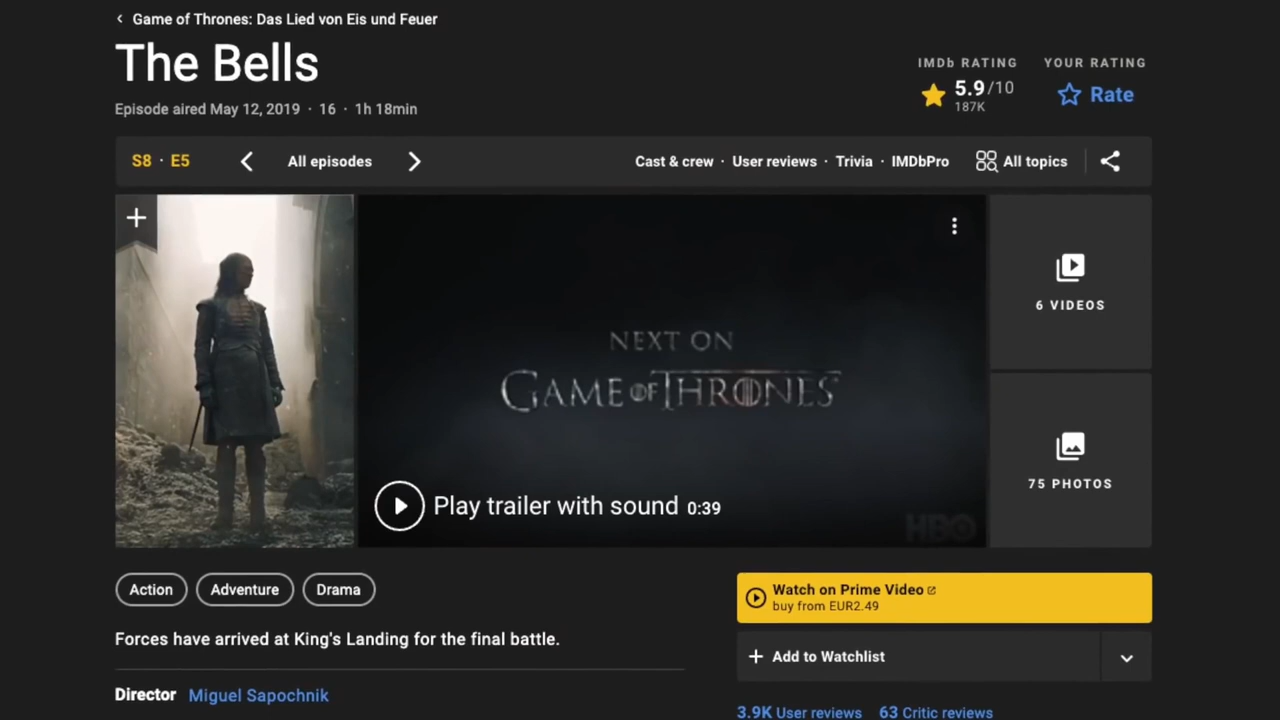 Game of Thrones: Das Lied von Eis und Feuer
The Bells
Episode aired May 12, 2019 · 16 · 1h 18min
IMDb RATING
5.9/10
187K
YOUR RATING
Rate
S8 · E5
All episodes
Cast & crew · User reviews · Trivia · IMDbPro
All topics
NEXT ON
GAME OF THRONES
Play trailer with sound 0:39
HBO
6 VIDEOS
75 PHOTOS
Action
Adventure
Drama
Forces have arrived at King's Landing for the final battle.
Director Miguel Sapochnik
Watch on Prime Video
buy from EUR2.49
Add to Watchlist
3.9K User reviews
63 Critic reviews